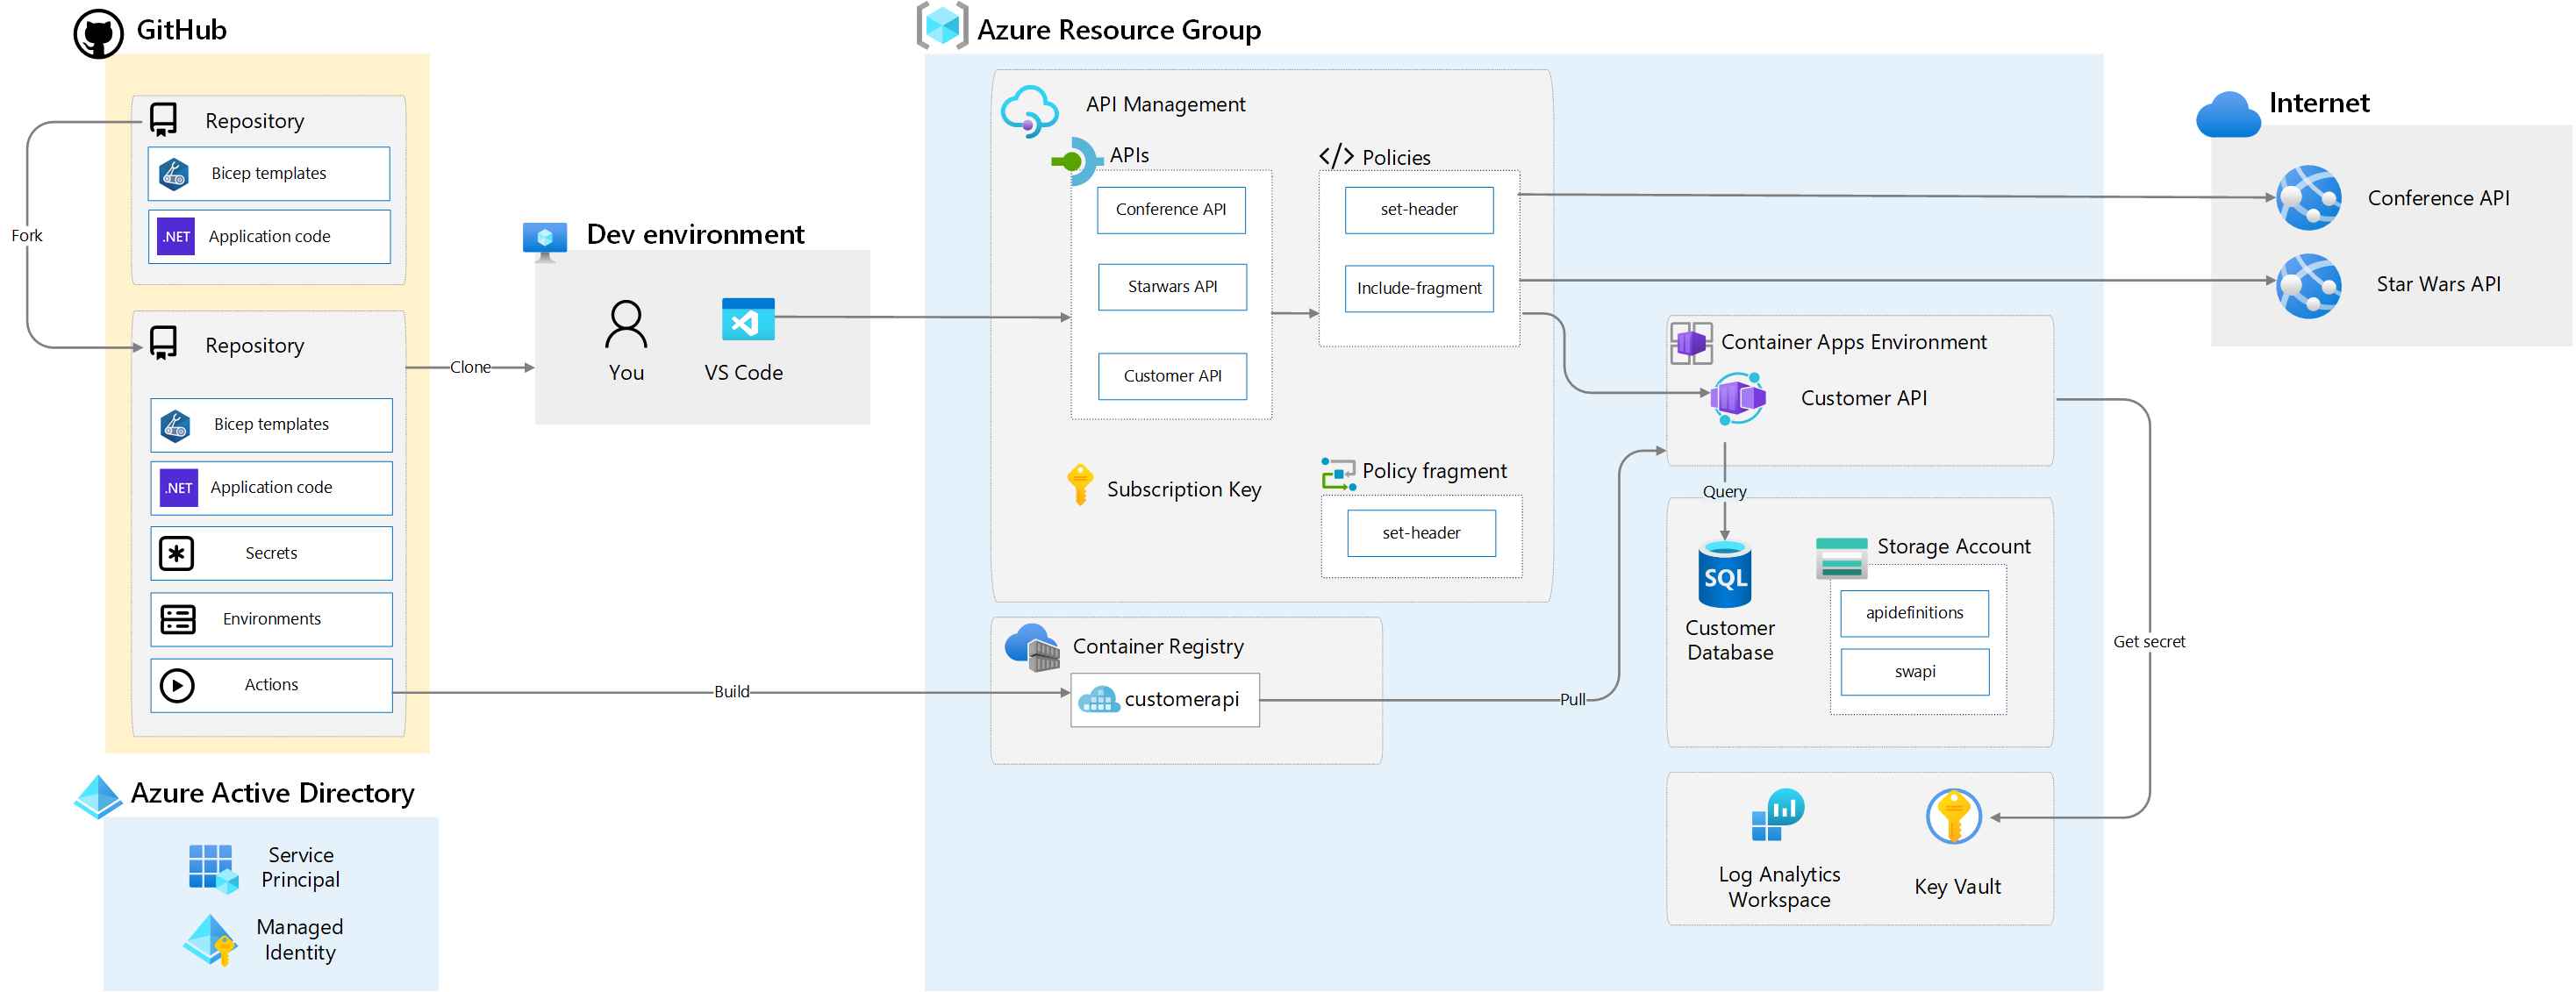 GitHub
Repository
Bicep templates
.NET
Application code
Fork
Repository
Bicep templates
.NET
Application code
Secrets
Environments
Actions
Clone
Build
Azure Active Directory
Service
Principal
Managed
Identity
Dev environment
You
VS Code
Azure Resource Group
API Management
APIs
Conference API
Starwars API
Customer API
</> Policies
set-header
Include-fragment
Subscription Key
Policy fragment
set-header
Container Registry
customerapi
Pull
Container Apps Environment
Customer API
Query
SQL
Customer
Database
Storage Account
apidefinitions
swapi
Get secret
Log Analytics
Workspace
Key Vault
Internet
Conference API
Star Wars API